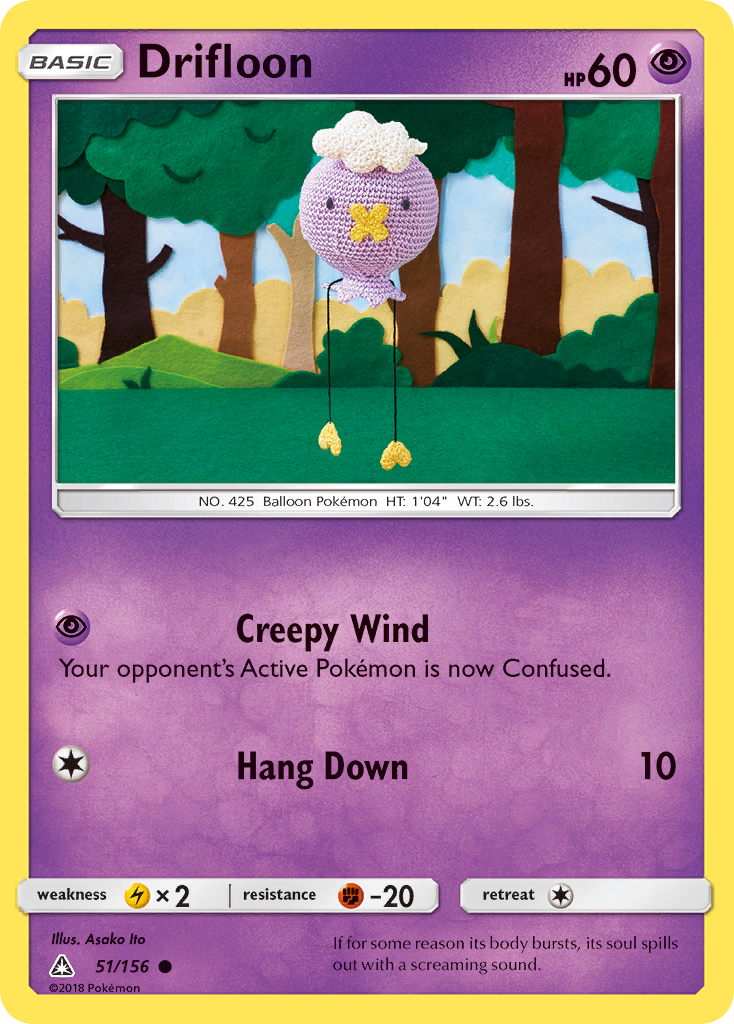 BASIC Drifloon HP60
NO. 425 Balloon Pokémon HT: 1'04" WT: 2.6 lbs.
Creepy Wind
Your opponent's Active Pokémon is now Confused.
Hang Down 10
weakness ×2 resistance -20 retreat
Illus. Asako Ito
51/156
©2018 Pokémon
If for some reason its body bursts, its soul spills
out with a screaming sound.